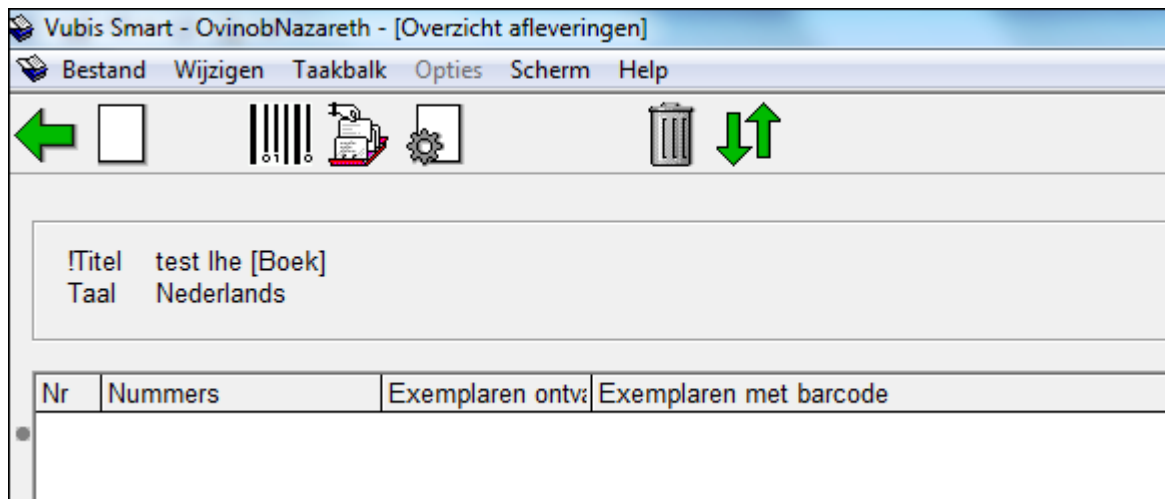 Vubis Smart - OvinobNazareth - [Overzicht afleveringen]
Bestand Wijzigen Taakbalk Opties Scherm Help
!Titel test lhe [Boek]
Taal Nederlands
Nr Nummers Exemplaren ontva Exemplaren met barcode